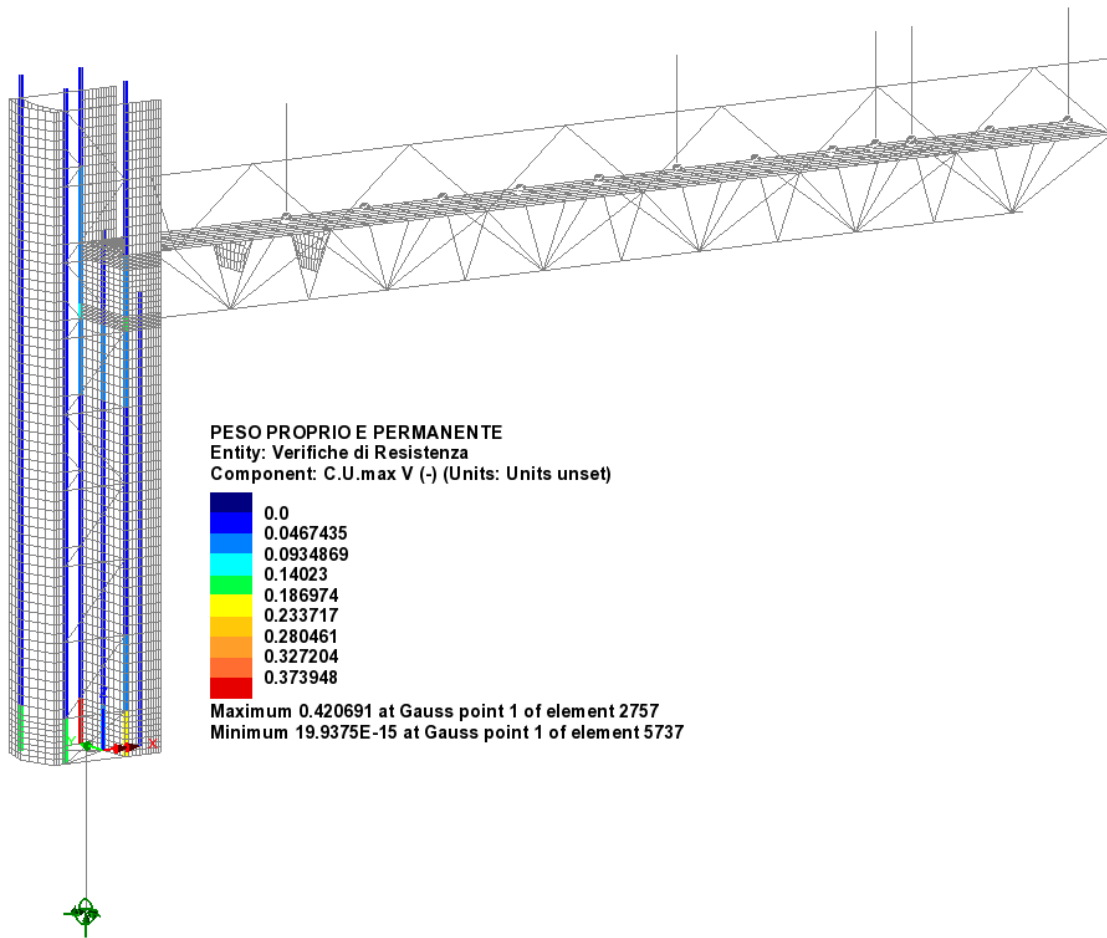 PESO PROPRIO E PERMANENTE
Entity: Verifiche di Resistenza
Component: C.U.max V (-) (Units: Units unset)
0.0
0.0467435
0.0934869
0.14023
0.186974
0.233717
0.280461
0.327204
0.373948
Maximum 0.420691 at Gauss point 1 of element 2757
Minimum 19.9375E-15 at Gauss point 1 of element 5737
X